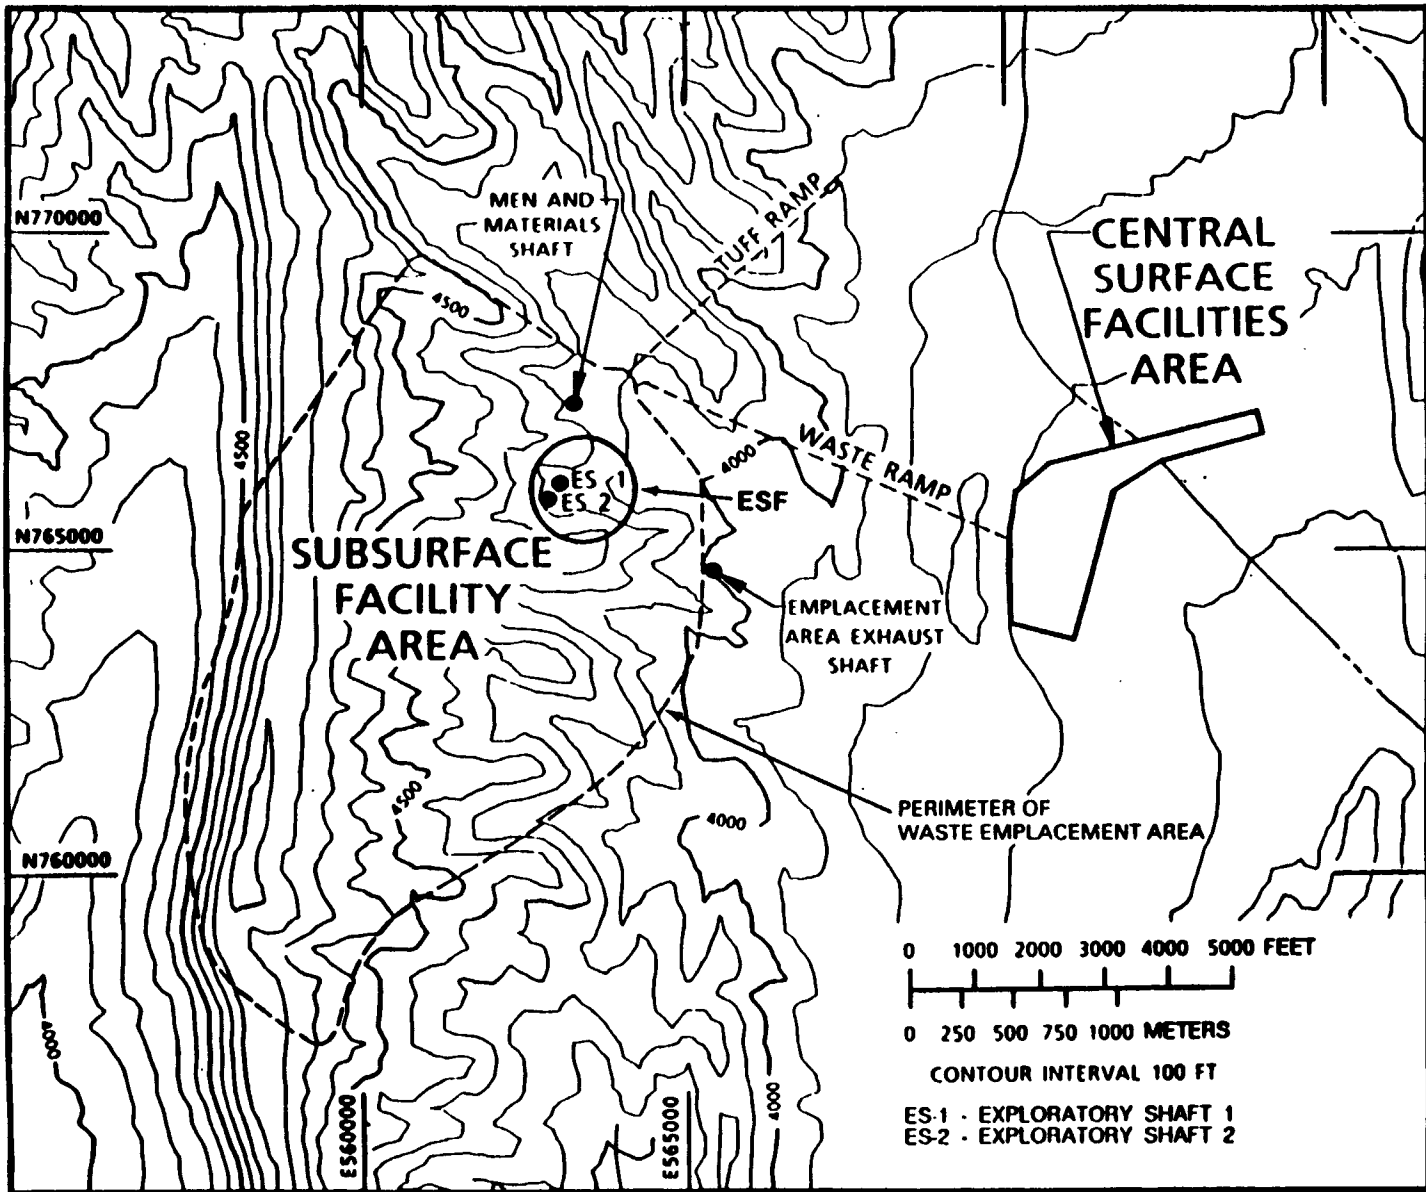 N770000
MEN AND
MATERIALS
SHAFT
TUFF RAMP
CENTRAL
SURFACE
FACILITIES
AREA
4500
4500
WASTE RAMP
4000
ES 1
ES 2
ESF
N765000
SUBSURFACE
FACILITY
AREA
EMPLACEMENT
AREA EXHAUST
SHAFT
4500
4000
PERIMETER OF
WASTE EMPLACEMENT AREA
N760000
0 1000 2000 3000 4000 5000 FEET
0 250 500 750 1000 METERS
CONTOUR INTERVAL 100 FT
4000
E560000
E565000
4000
ES-1 - EXPLORATORY SHAFT 1
ES-2 - EXPLORATORY SHAFT 2